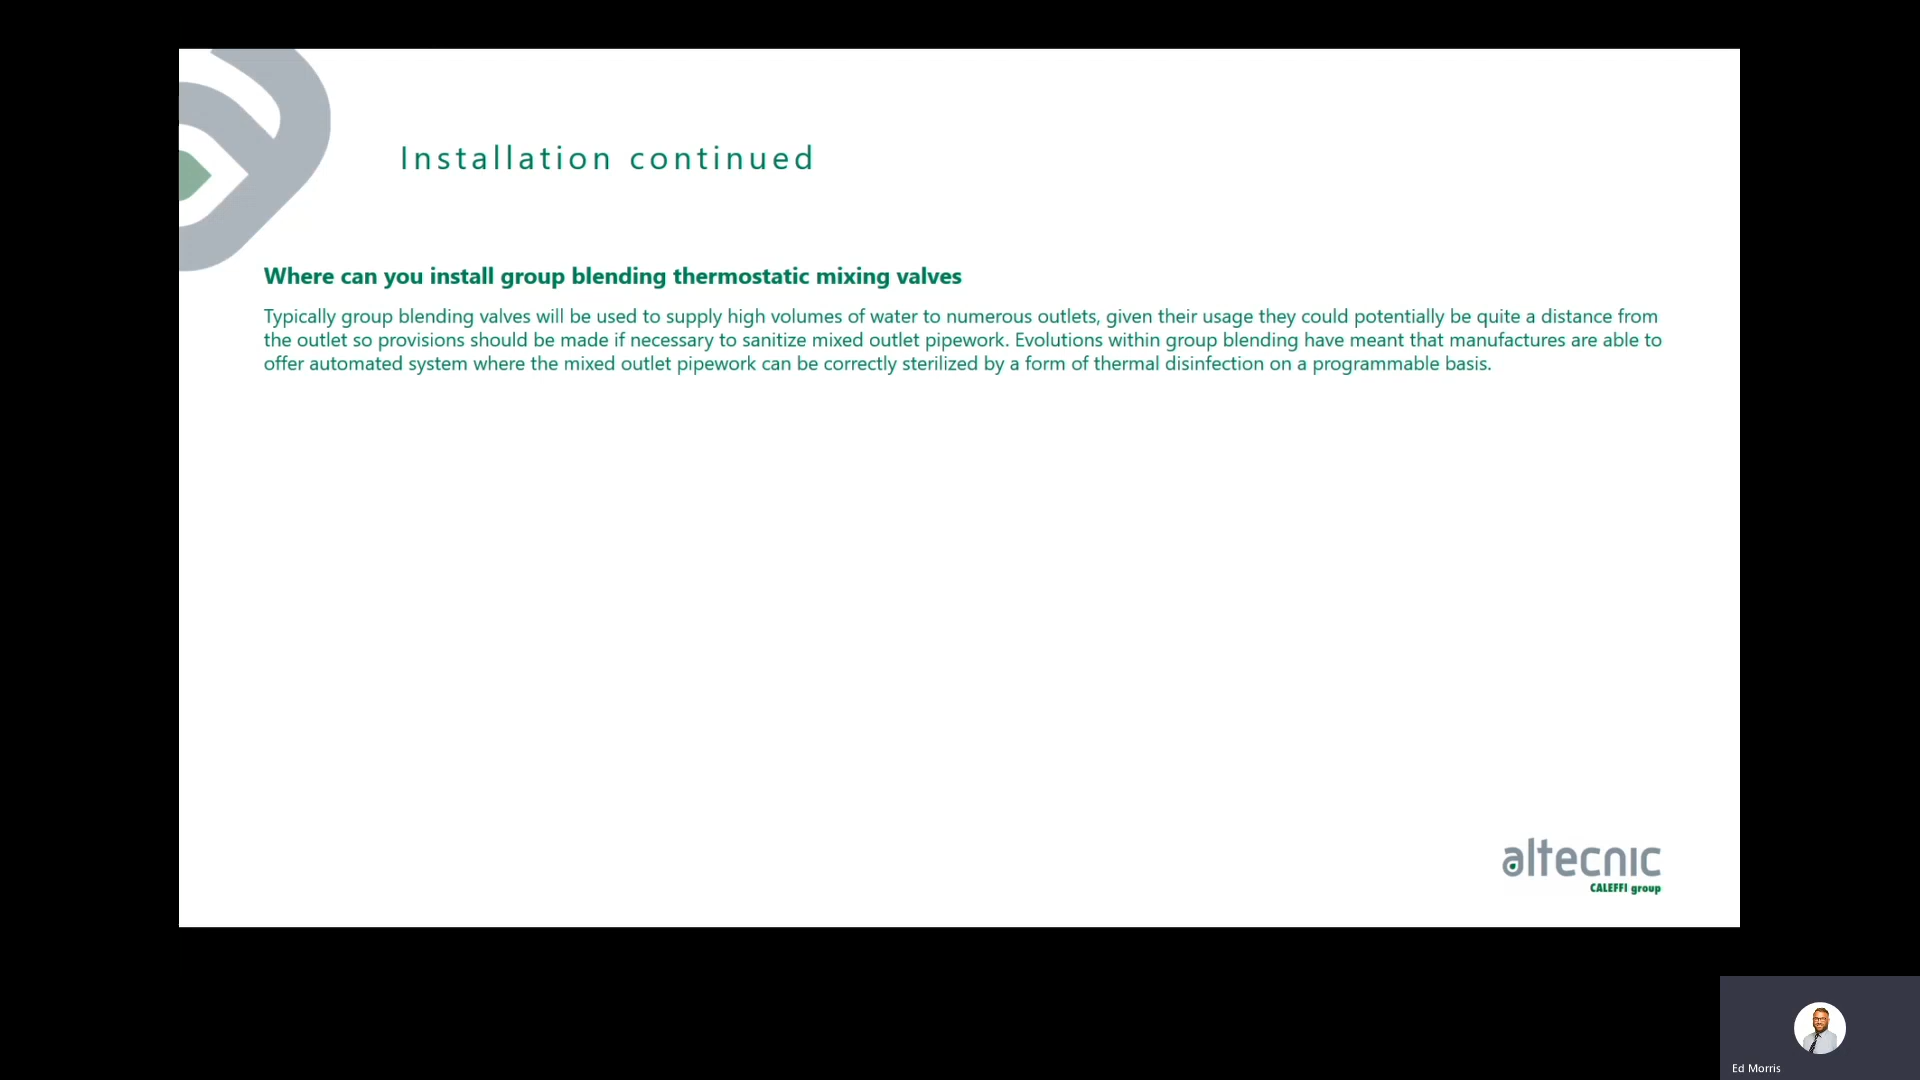 Installation continued
Where can you install group blending thermostatic mixing valves
Typically group blending valves will be used to supply high volumes of water to numerous outlets, given their usage they could potentially be quite a distance from
the outlet so provisions should be made if necessary to sanitize mixed outlet pipework. Evolutions within group blending have meant that manufactures are able to
offer automated system where the mixed outlet pipework can be correctly sterilized by a form of thermal disinfection on a programmable basis.
altecnic
CALEFFI group
Ed Morris